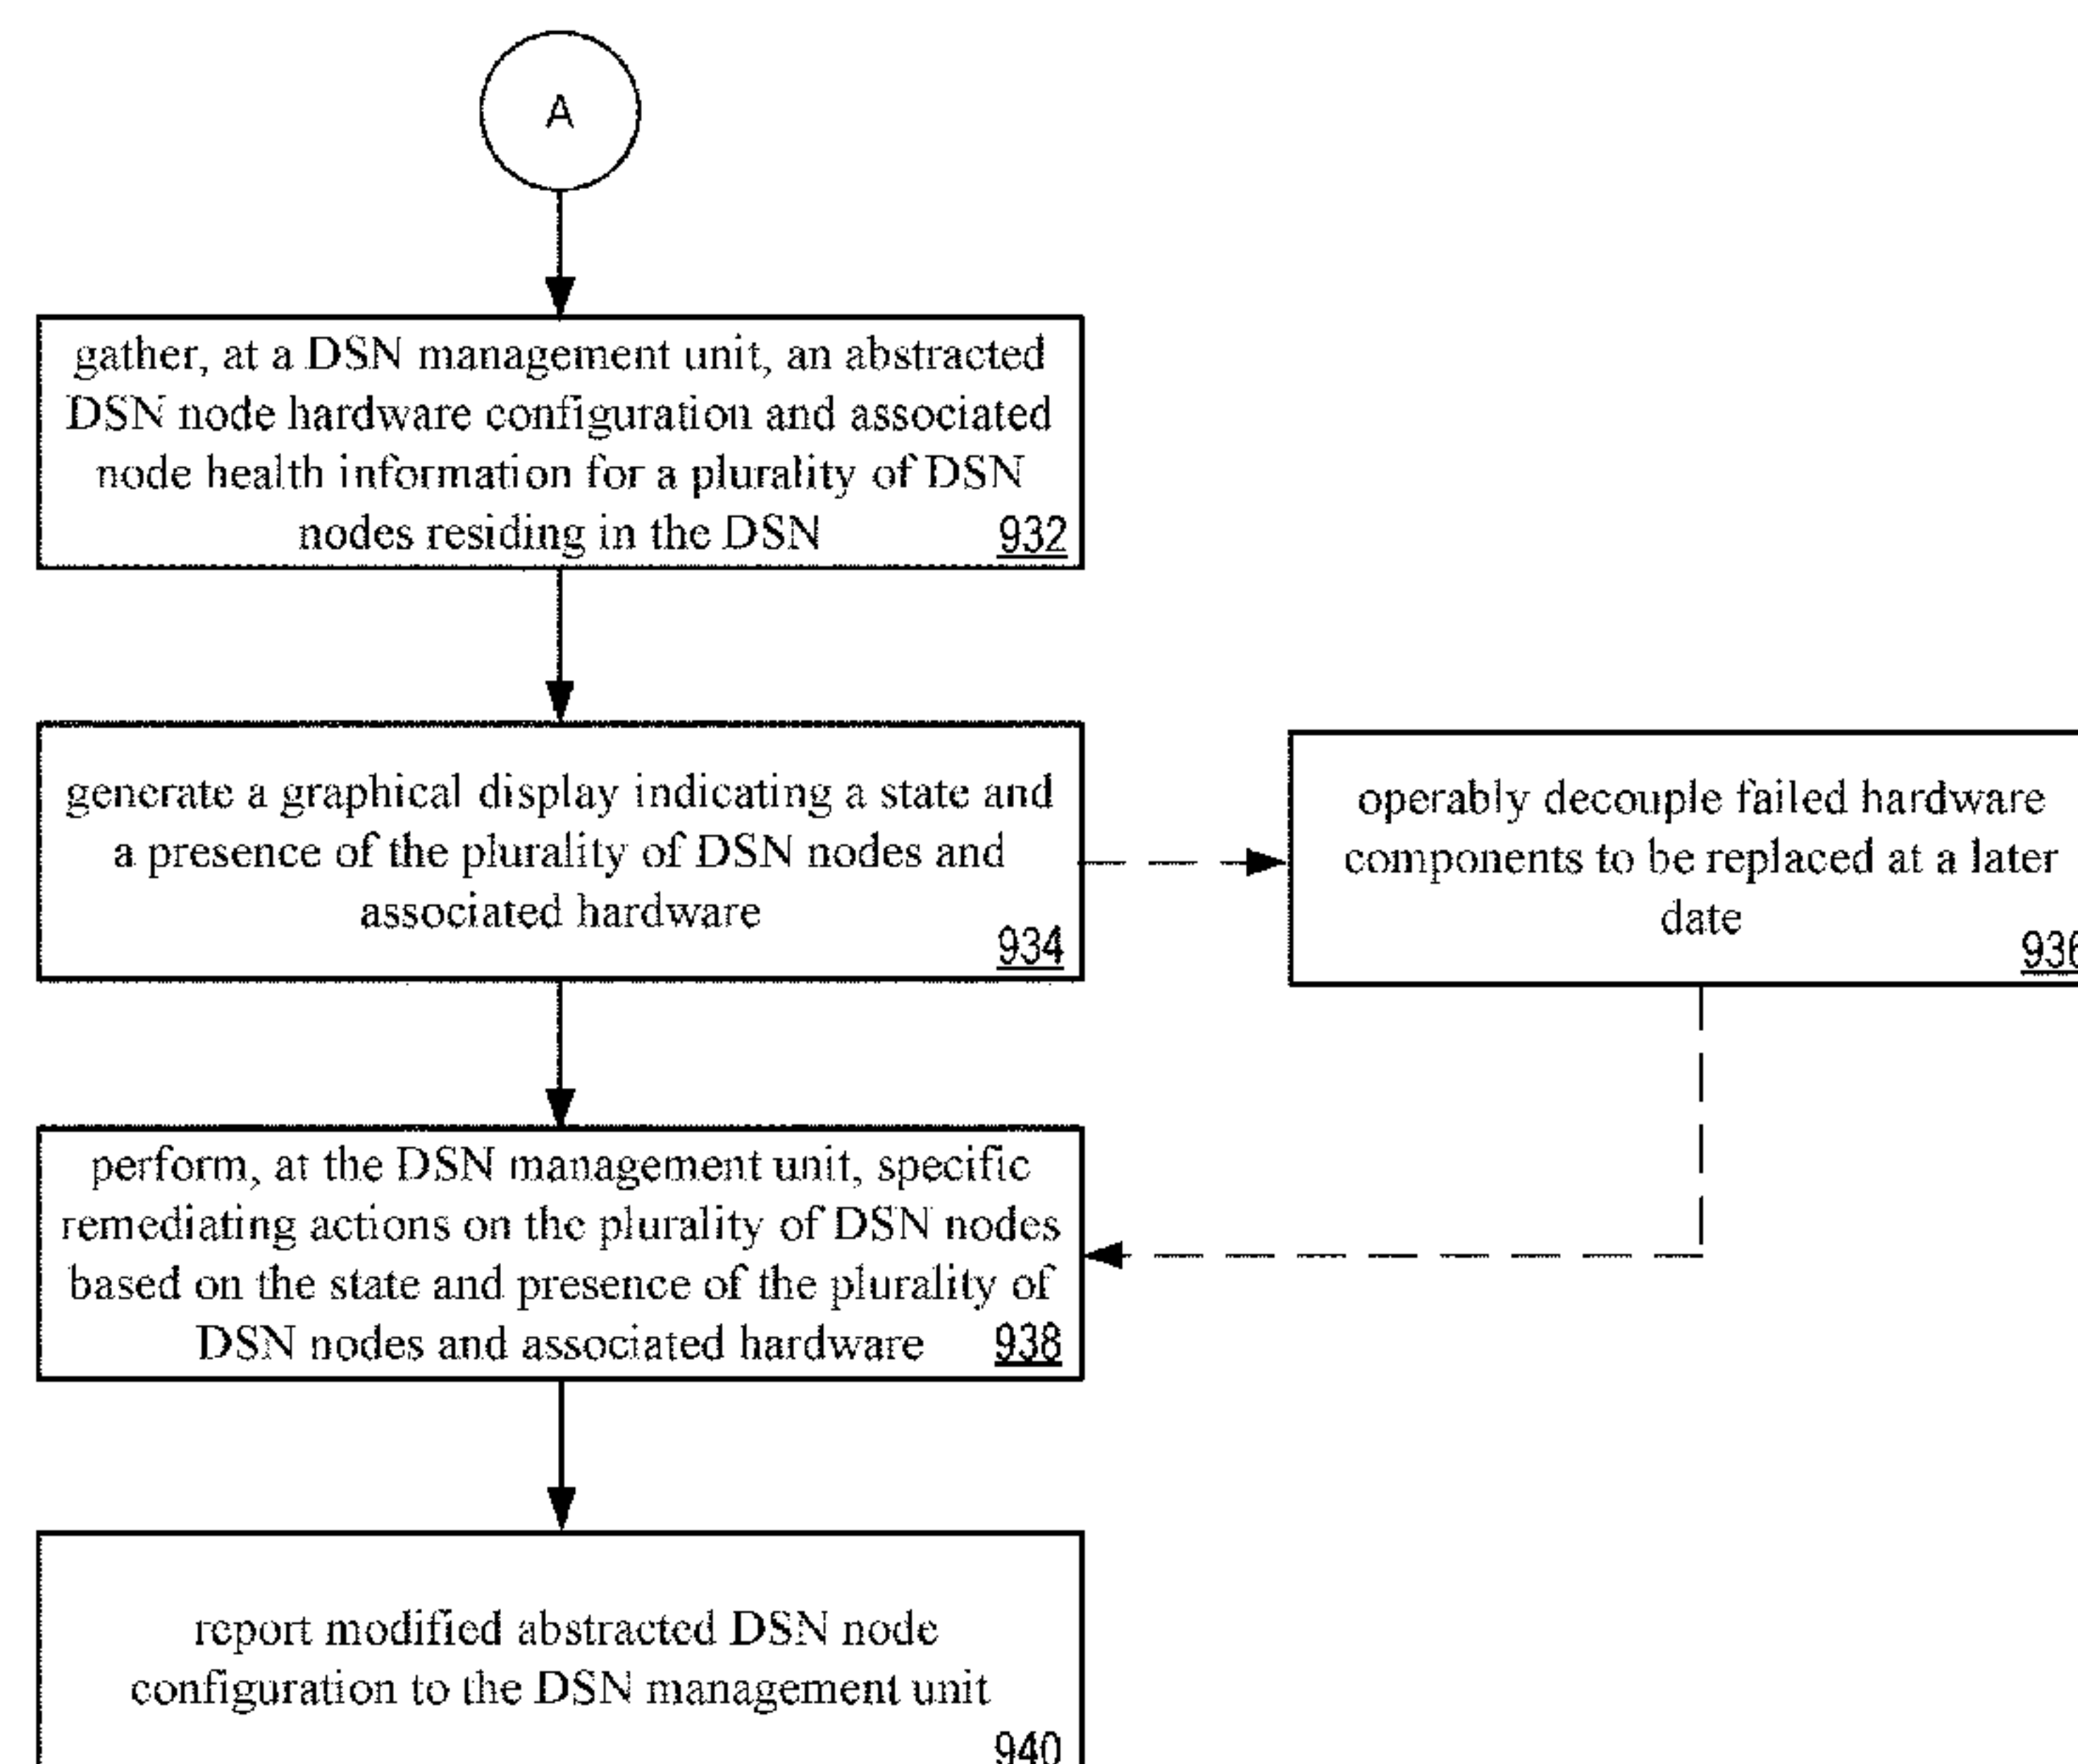 A
gather, at a DSN management unit, an abstracted
DSN node hardware configuration and associated
node health information for a plurality of DSN
nodes residing in the DSN
932
generate a graphical display indicating a state and
a presence of the plurality of DSN nodes and
associated hardware
934
operably decouple failed hardware
components to be replaced at a later
date
936
perform, at the DSN management unit, specific
remediating actions on the plurality of DSN nodes
based on the state and presence of the plurality of
DSN nodes and associated hardware
938
report modified abstracted DSN node
configuration to the DSN management unit
940